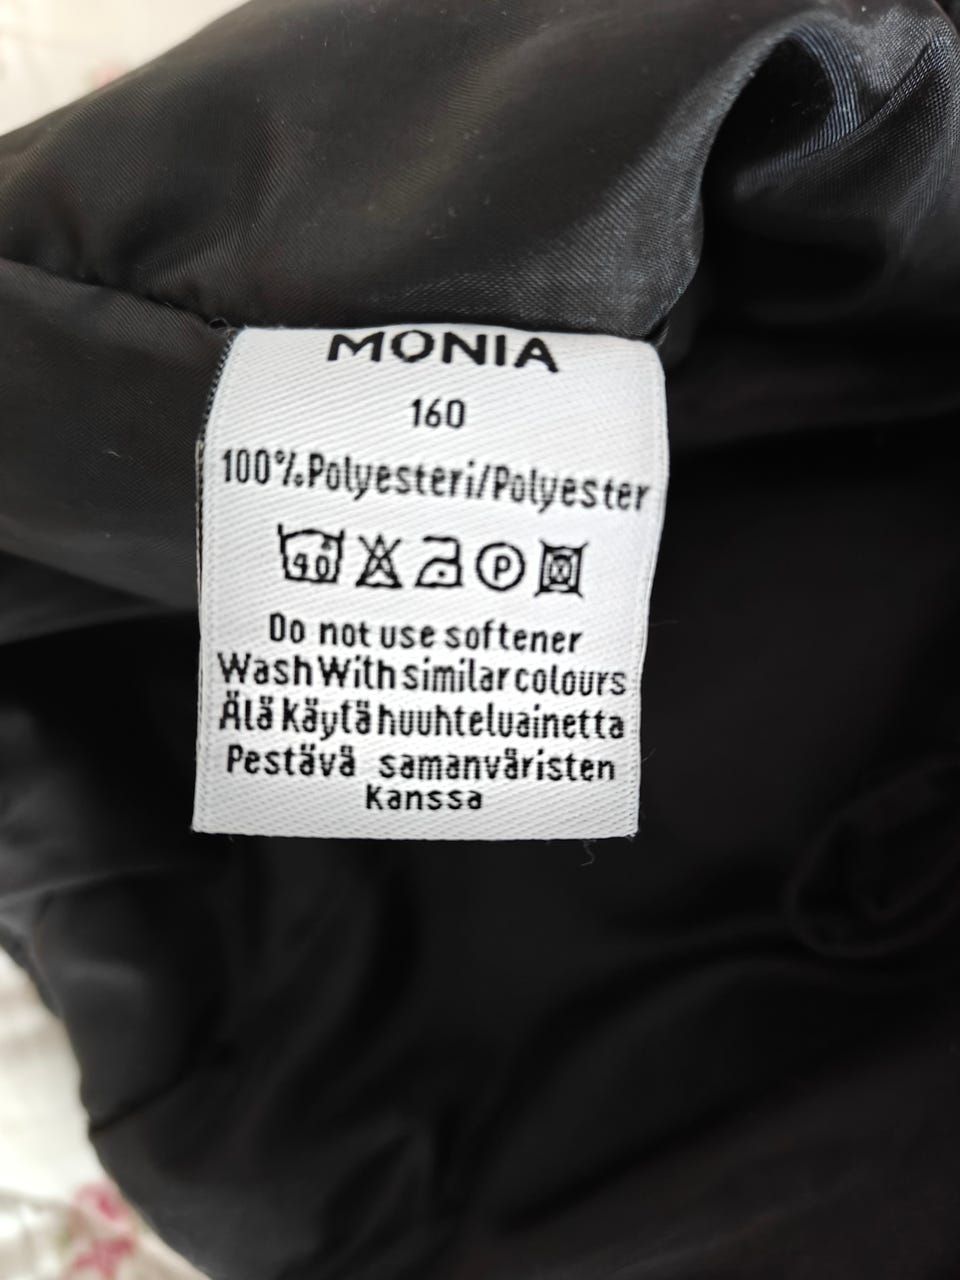 MONIA
160
100% Polyesteri/Polyester
40 P
Do not use softener
Wash With similar colours
Älä käytä huuhteluainetta
Pestävä samanväristen
kanssa